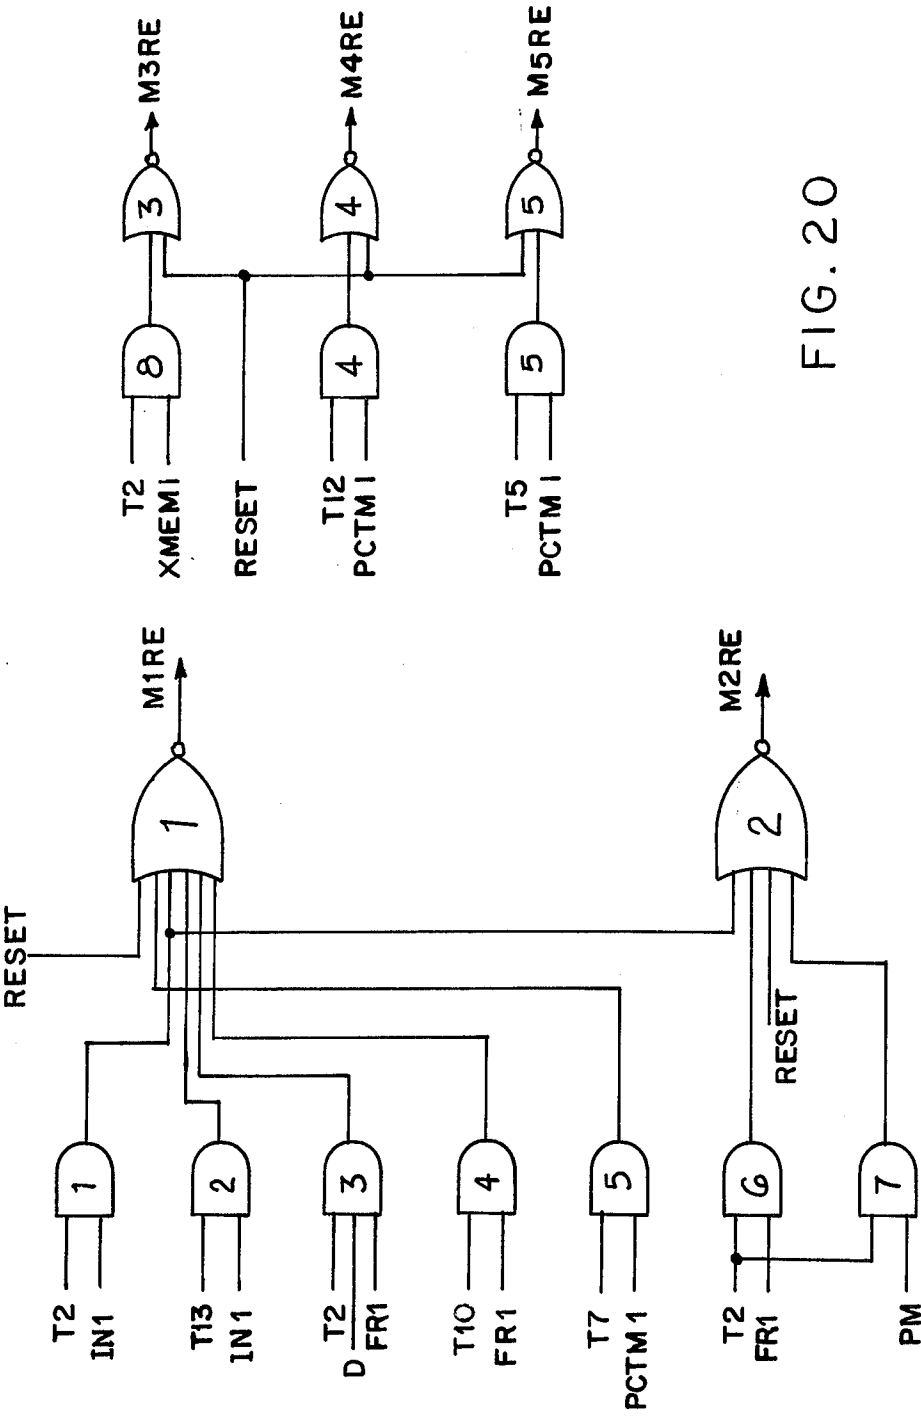 RESET
T2
IN1
1
T13
IN1
2
T2
D
FR1
3
T10
FR1
4
T7
PCTM1
5
1
M1RE
T2
FR1
6
RESET
PM
7
2
M2RE
T2
XMEM1
8
3
M3RE
RESET
T12
PCTM1
4
4
M4RE
T5
PCTM1
5
5
M5RE
FIG. 20